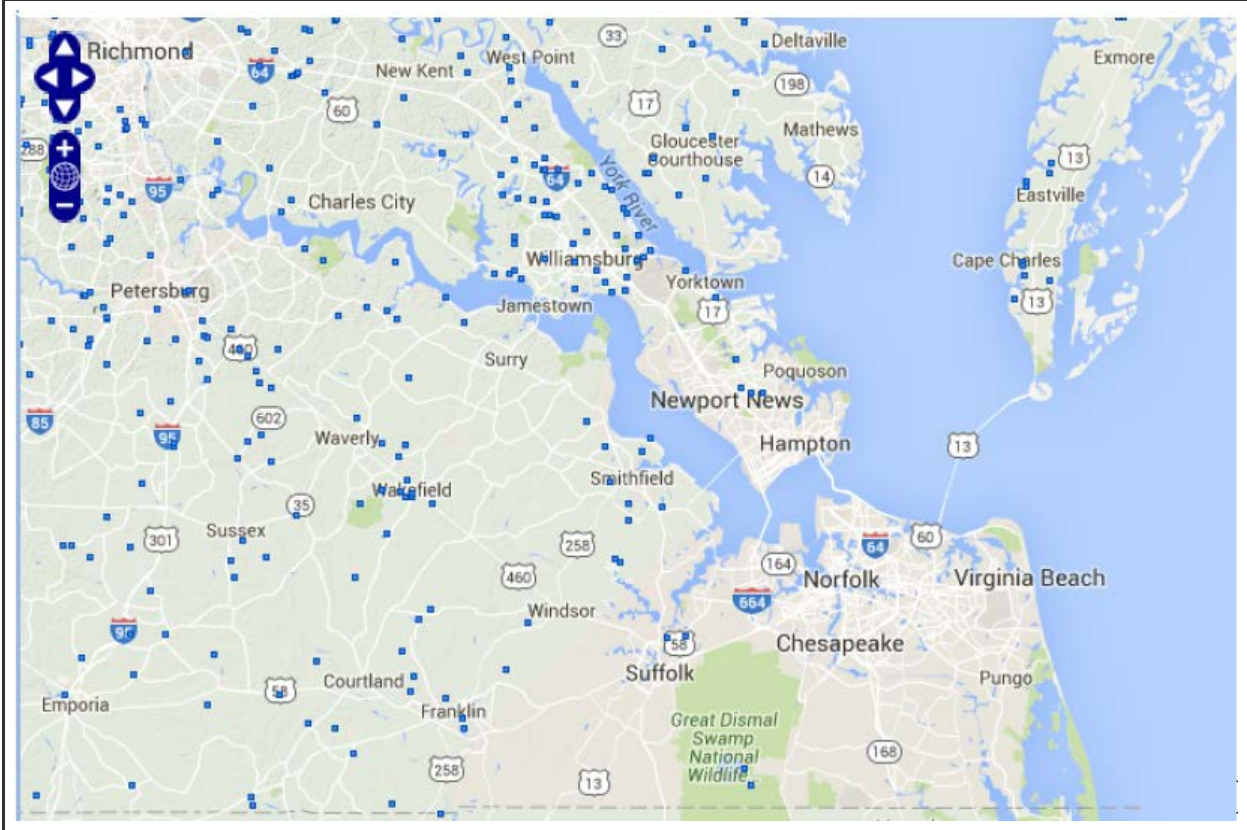 Richmond
64
New Kent
West Point
33
Deltaville
Exmore
60
17
198
Mathews
288
Gloucester
Courthouse
13
95
64
York River
14
Eastville
Charles City
Williamsburg
Cape Charles
Petersburg
Jamestown
Yorktown
17
13
460
Surry
Poquoson
85
602
Newport News
95
Waverly
Hampton
13
Wakefield
Smithfield
35
301
Sussex
258
60
64
164
460
Norfolk
Virginia Beach
664
Windsor
95
58
Chesapeake
Suffolk
58
Courtland
Pungo
Emporia
Franklin
Great Dismal
Swamp
National
Wildlife...
168
258
13